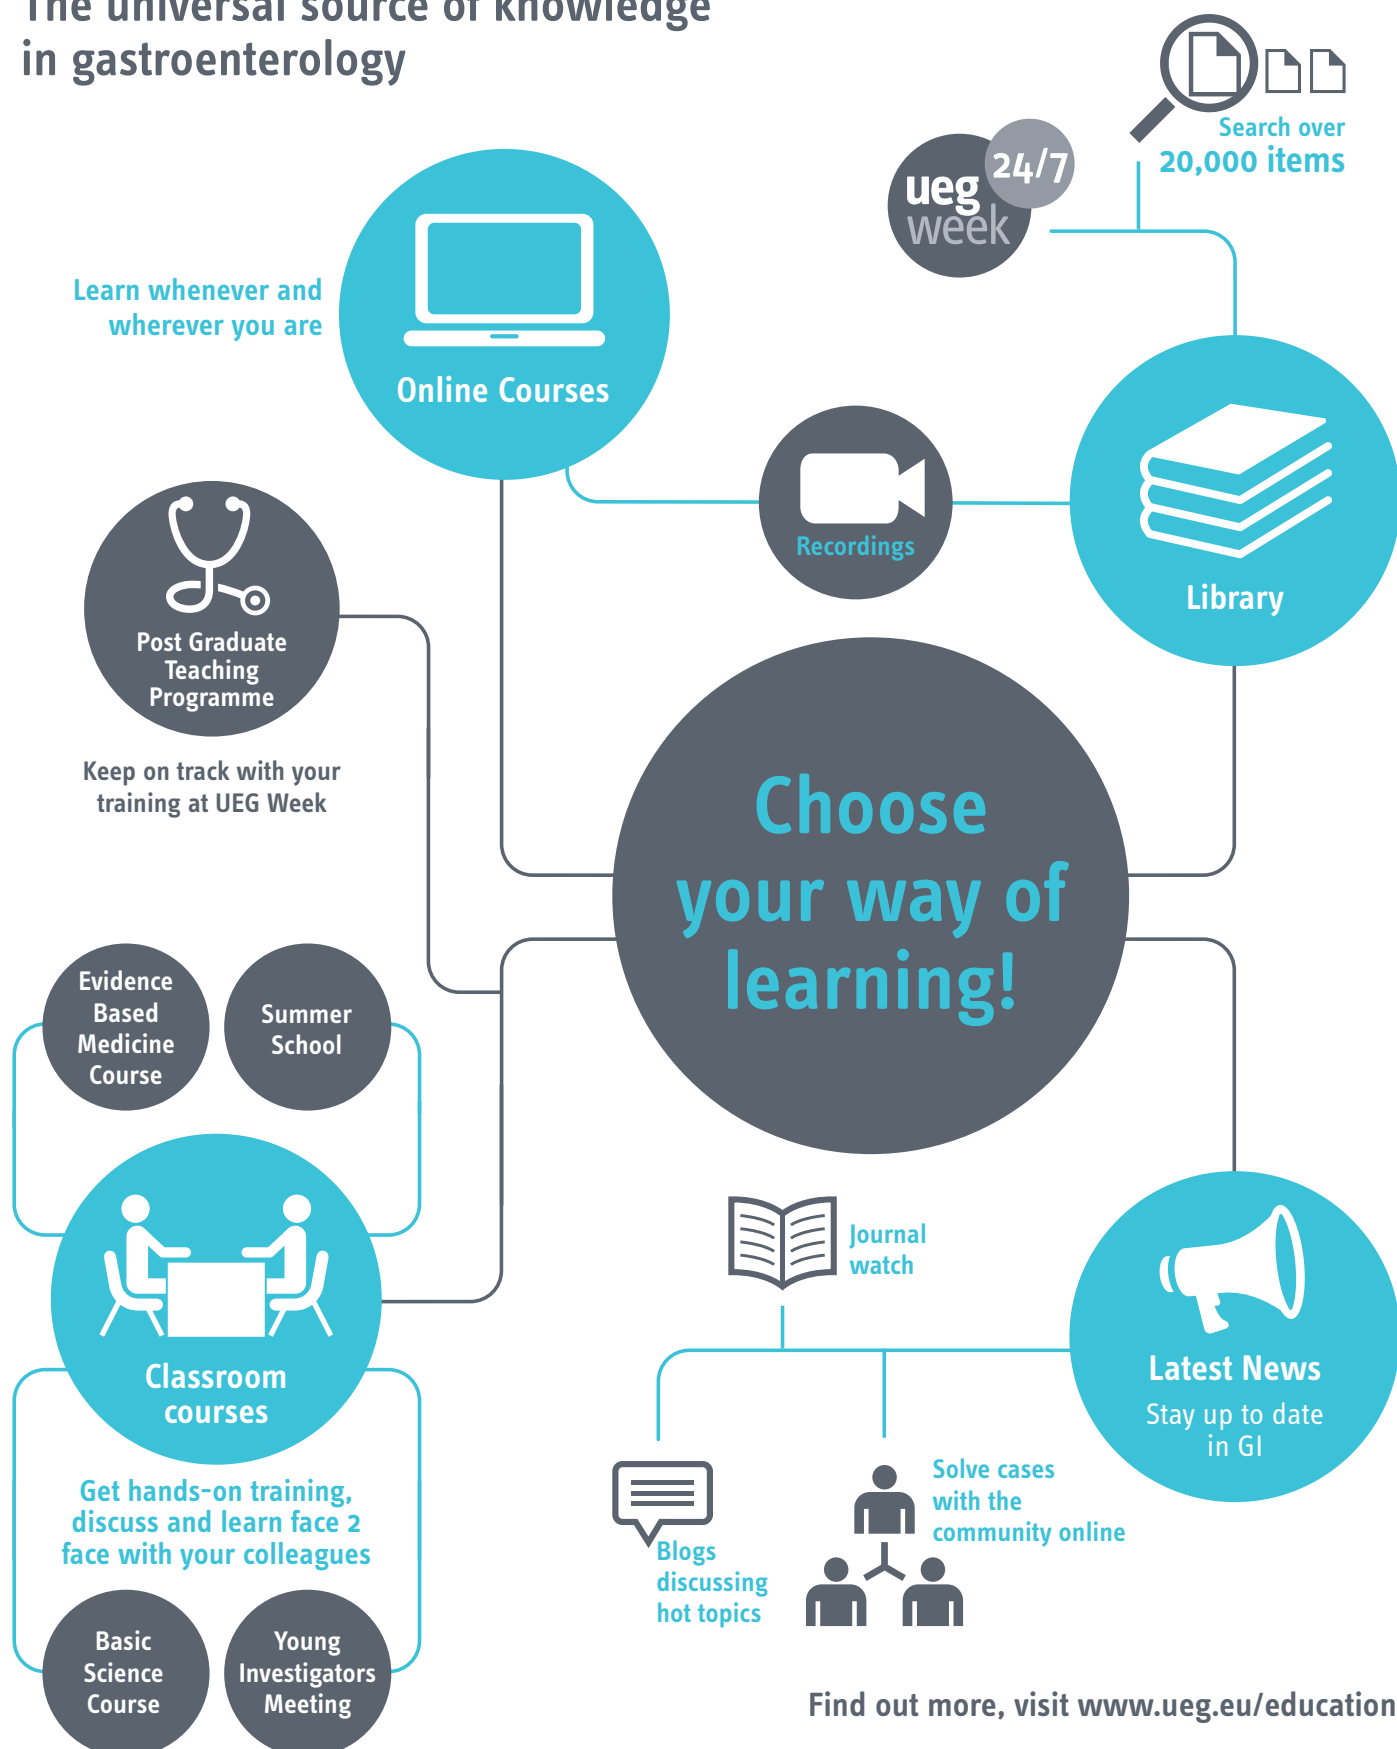 The universal source of knowledge
in gastroenterology
Search over
20,000 items
24/7
ueg
week
Learn whenever and
wherever you are
Online Courses
Recordings
Library
Post Graduate
Teaching
Programme
Keep on track with your
training at UEG Week
Choose
your way of
learning!
Evidence
Based
Medicine
Course
Summer
School
Classroom
courses
Get hands-on training,
discuss and learn face 2
face with your colleagues
Basic
Science
Course
Young
Investigators
Meeting
Journal
watch
Latest News
Stay up to date
in GI
Blogs
discussing
hot topics
Solve cases
with the
community online
Find out more, visit www.ueg.eu/education